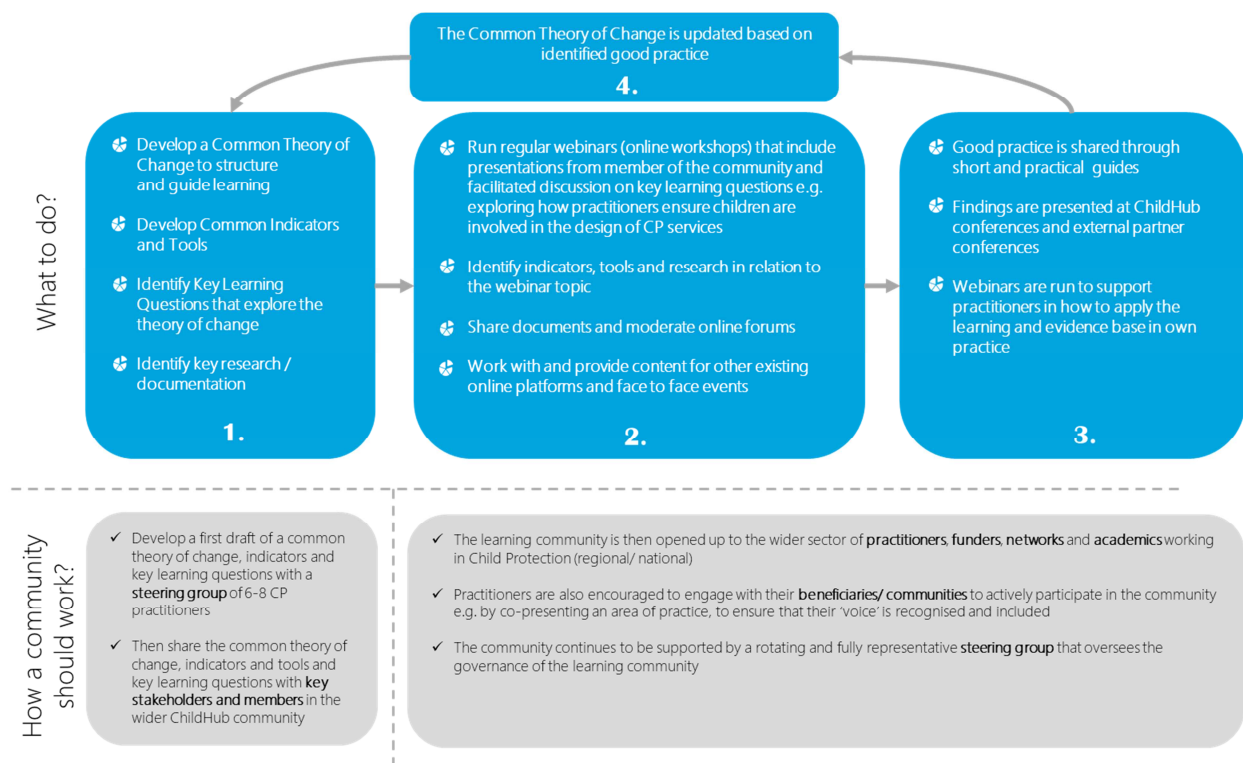 The Common Theory of Change is updated based on
identified good practice
4.
What to do?
Develop a Common Theory of
Change to structure
and guide learning
Develop Common Indicators
and Tools
Identify Key Learning
Questions that explore the
theory of change
Identify key research /
documentation
1.
Run regular webinars (online workshops) that include
presentations from member of the community and
facilitated discussion on key learning questions e.g.
exploring how practitioners ensure children are
involved in the design of CP services
Identify indicators, tools and research in relation to
the webinar topic
Share documents and moderate online forums
Work with and provide content for other existing
online platforms and face to face events
2.
Good practice is shared through
short and practical guides
Findings are presented at ChildHub
conferences and external partner
conferences
Webinars are run to support
practitioners in how to apply the
learning and evidence base in own
practice
3.
How a community
should work?
✓ Develop a first draft of a common
theory of change, indicators and
key learning questions with a
steering group of 6-8 CP
practitioners
✓ Then share the common theory of
change, indicators and tools and
key learning questions with key
stakeholders and members in the
wider ChildHub community
✓ The learning community is then opened up to the wider sector of practitioners, funders, networks and academics working
in Child Protection (regional/ national)
✓ Practitioners are also encouraged to engage with their beneficiaries/ communities to actively participate in the community
e.g. by co-presenting an area of practice, to ensure that their ‘voice’ is recognised and included
✓ The community continues to be supported by a rotating and fully representative steering group that oversees the
governance of the learning community